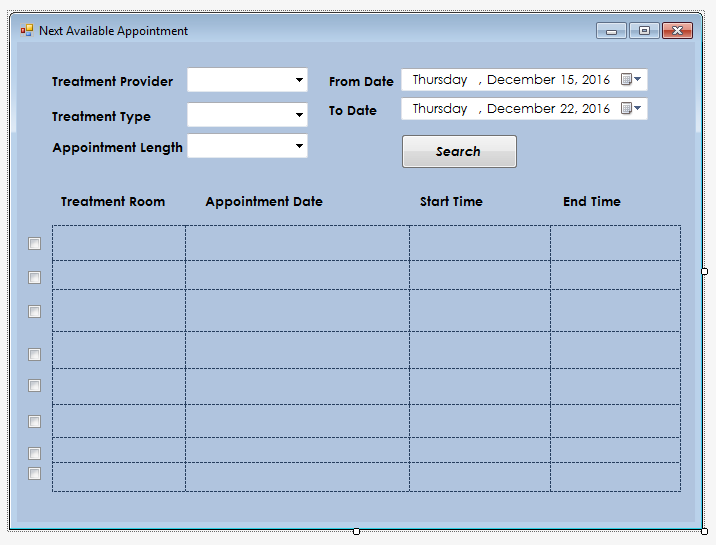 Next Available Appointment
Treatment Provider
From Date
Thursday , December 15, 2016
Treatment Type
To Date
Thursday , December 22, 2016
Appointment Length
Search
Treatment Room
Appointment Date
Start Time
End Time